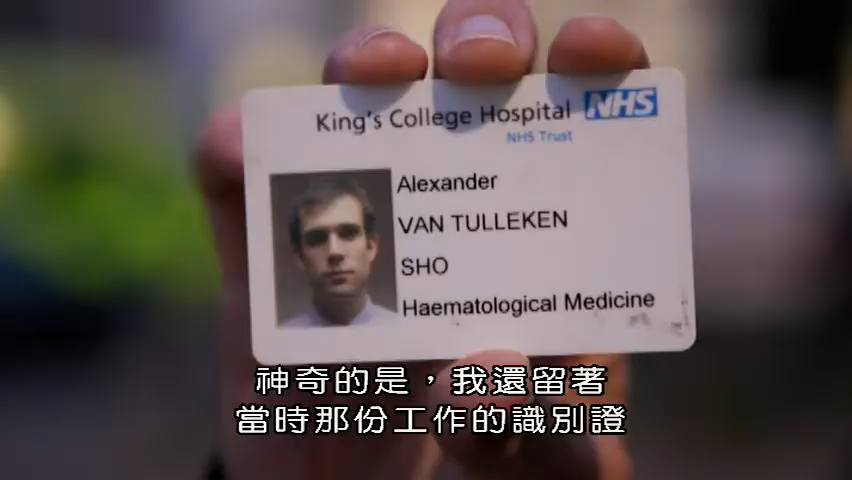 King's College Hospital NHS
NHS Trust
Alexander
VAN TULLEKEN
SHO
Haematological Medicine
神奇的是，我還留著
當時那份工作的識別證